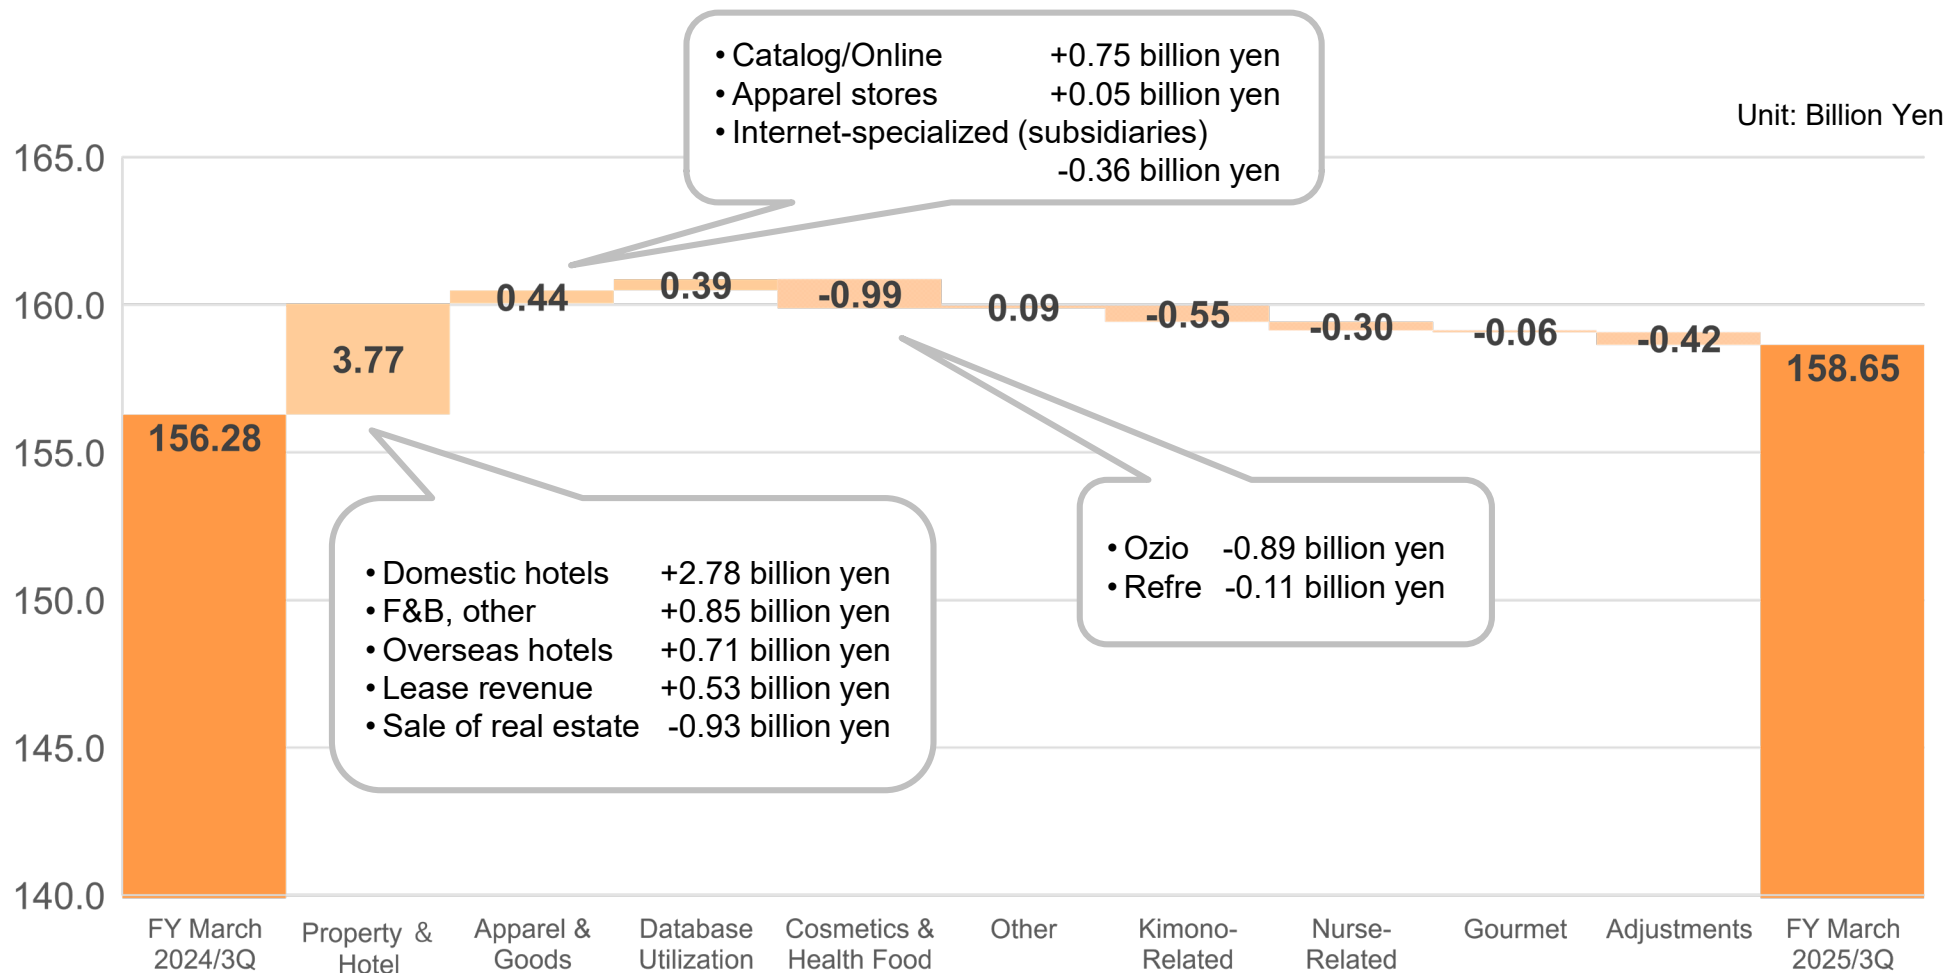 • Catalog/Online +0.75 billion yen
• Apparel stores +0.05 billion yen
• Internet-specialized (subsidiaries)
-0.36 billion yen
Unit: Billion Yen
165.0
160.0
155.0
150.0
145.0
140.0
156.28
3.77
0.44
0.39
-0.99
0.09
-0.55
-0.30
-0.06
-0.42
158.65
• Domestic hotels +2.78 billion yen
• F&B, other +0.85 billion yen
• Overseas hotels +0.71 billion yen
• Lease revenue +0.53 billion yen
• Sale of real estate -0.93 billion yen
• Ozio -0.89 billion yen
• Refre -0.11 billion yen
FY March
2024/3Q
Property &
Hotel
Apparel &
Goods
Database
Utilization
Cosmetics &
Health Food
Other
Kimono-
Related
Nurse-
Related
Gourmet
Adjustments
FY March
2025/3Q